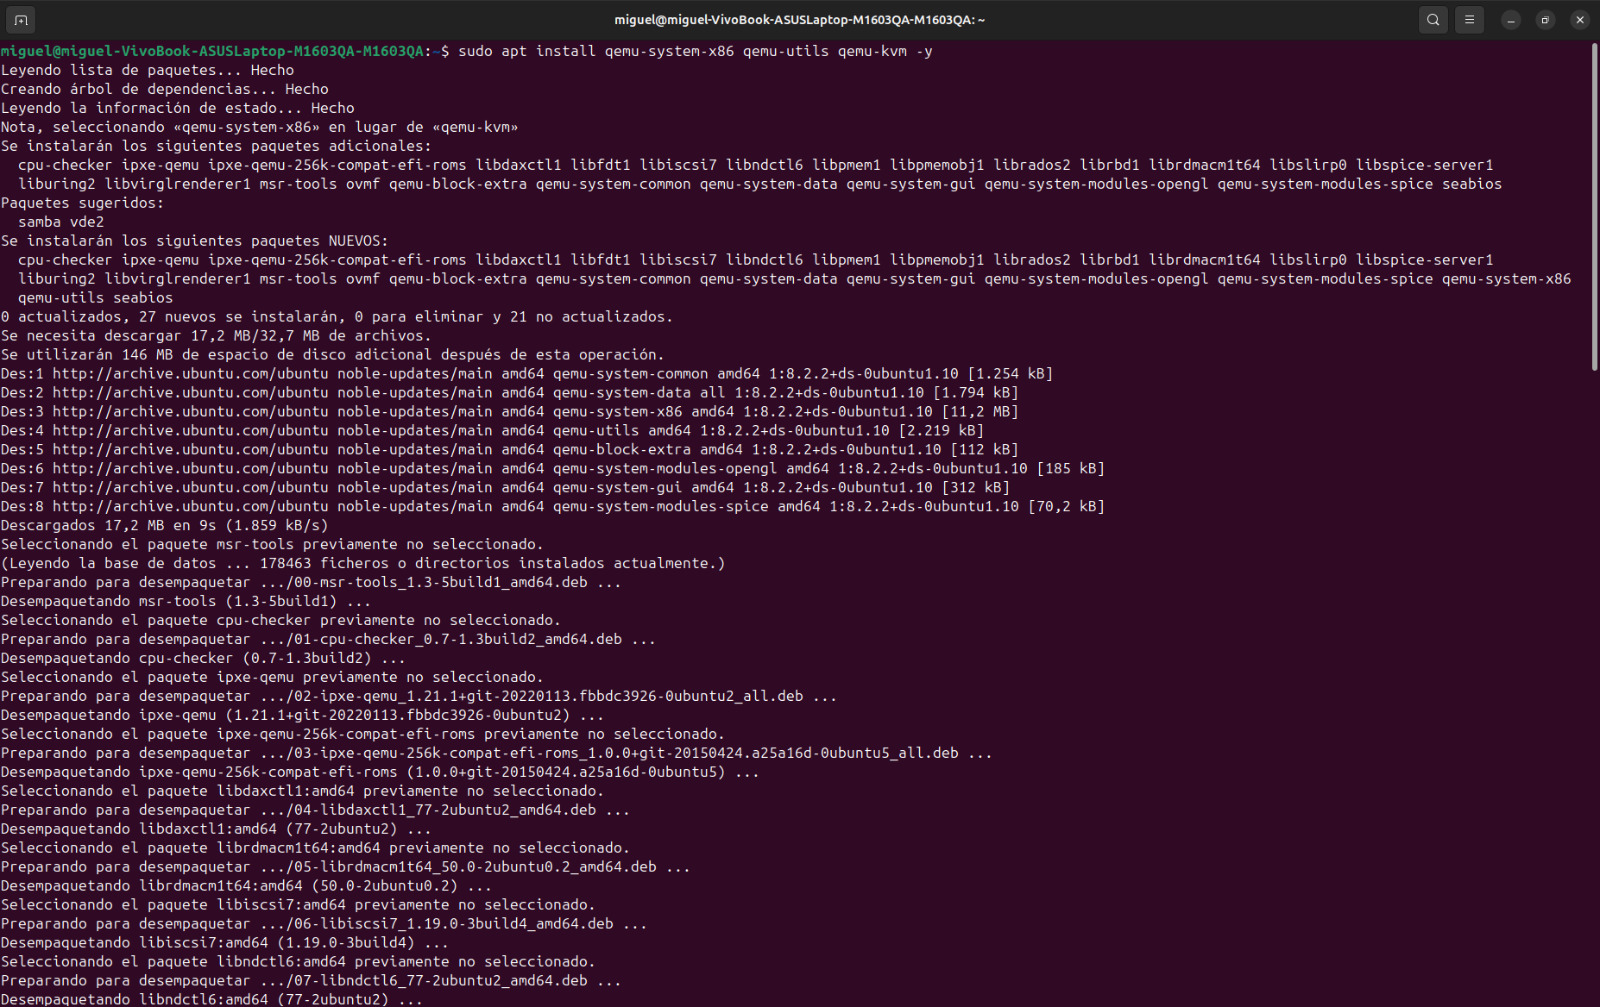 miguel@miguel-VivoBook-ASUSLaptop-M1603QA-M1603QA: ~
miguel@miguel-VivoBook-ASUSLaptop-M1603QA-M1603QA:~$ sudo apt install qemu-system-x86 qemu-utils qemu-kvm -y
Leyendo lista de paquetes... Hecho
Creando árbol de dependencias... Hecho
Leyendo la información de estado... Hecho
Nota, seleccionando «qemu-system-x86» en lugar de «qemu-kvm»
Se instalarán los siguientes paquetes adicionales:
  cpu-checker ipxe-qemu ipxe-qemu-256k-compat-efi-roms libdaxctl1 libfdt1 libiscsi7 libndctl6 libpmem1 libpmemobj1 librados2 librbd1 librdmacm1t64 libslirp0 libspice-server1
  liburing2 libvirglrenderer1 msr-tools ovmf qemu-block-extra qemu-system-common qemu-system-data qemu-system-gui qemu-system-modules-opengl qemu-system-modules-spice seabios
Paquetes sugeridos:
  samba vde2
Se instalarán los siguientes paquetes NUEVOS:
  cpu-checker ipxe-qemu ipxe-qemu-256k-compat-efi-roms libdaxctl1 libfdt1 libiscsi7 libndctl6 libpmem1 libpmemobj1 librados2 librbd1 librdmacm1t64 libslirp0 libspice-server1
  liburing2 libvirglrenderer1 msr-tools ovmf qemu-block-extra qemu-system-common qemu-system-data qemu-system-gui qemu-system-modules-opengl qemu-system-modules-spice qemu-system-x86
  qemu-utils seabios
0 actualizados, 27 nuevos se instalarán, 0 para eliminar y 21 no actualizados.
Se necesita descargar 17,2 MB/32,7 MB de archivos.
Se utilizarán 146 MB de espacio de disco adicional después de esta operación.
Des:1 http://archive.ubuntu.com/ubuntu noble-updates/main amd64 qemu-system-common amd64 1:8.2.2+ds-0ubuntu1.10 [1.254 kB]
Des:2 http://archive.ubuntu.com/ubuntu noble-updates/main amd64 qemu-system-data all 1:8.2.2+ds-0ubuntu1.10 [1.794 kB]
Des:3 http://archive.ubuntu.com/ubuntu noble-updates/main amd64 qemu-system-x86 amd64 1:8.2.2+ds-0ubuntu1.10 [11,2 MB]
Des:4 http://archive.ubuntu.com/ubuntu noble-updates/main amd64 qemu-utils amd64 1:8.2.2+ds-0ubuntu1.10 [2.219 kB]
Des:5 http://archive.ubuntu.com/ubuntu noble-updates/main amd64 qemu-block-extra amd64 1:8.2.2+ds-0ubuntu1.10 [112 kB]
Des:6 http://archive.ubuntu.com/ubuntu noble-updates/main amd64 qemu-system-modules-opengl amd64 1:8.2.2+ds-0ubuntu1.10 [185 kB]
Des:7 http://archive.ubuntu.com/ubuntu noble-updates/main amd64 qemu-system-gui amd64 1:8.2.2+ds-0ubuntu1.10 [312 kB]
Des:8 http://archive.ubuntu.com/ubuntu noble-updates/main amd64 qemu-system-modules-spice amd64 1:8.2.2+ds-0ubuntu1.10 [70,2 kB]
Descargados 17,2 MB en 9s (1.859 kB/s)
Seleccionando el paquete msr-tools previamente no seleccionado.
(Leyendo la base de datos ... 178463 ficheros o directorios instalados actualmente.)
Preparando para desempaquetar .../00-msr-tools_1.3-5build1_amd64.deb ...
Desempaquetando msr-tools (1.3-5build1) ...
Seleccionando el paquete cpu-checker previamente no seleccionado.
Preparando para desempaquetar .../01-cpu-checker_0.7-1.3build2_amd64.deb ...
Desempaquetando cpu-checker (0.7-1.3build2) ...
Seleccionando el paquete ipxe-qemu previamente no seleccionado.
Preparando para desempaquetar .../02-ipxe-qemu_1.21.1+git-20220113.fbbdc3926-0ubuntu2_all.deb ...
Desempaquetando ipxe-qemu (1.21.1+git-20220113.fbbdc3926-0ubuntu2) ...
Seleccionando el paquete ipxe-qemu-256k-compat-efi-roms previamente no seleccionado.
Preparando para desempaquetar .../03-ipxe-qemu-256k-compat-efi-roms_1.0.0+git-20150424.a25a16d-0ubuntu5_all.deb ...
Desempaquetando ipxe-qemu-256k-compat-efi-roms (1.0.0+git-20150424.a25a16d-0ubuntu5) ...
Seleccionando el paquete libdaxctl1:amd64 previamente no seleccionado.
Preparando para desempaquetar .../04-libdaxctl1_77-2ubuntu2_amd64.deb ...
Desempaquetando libdaxctl1:amd64 (77-2ubuntu2) ...
Seleccionando el paquete librdmacm1t64:amd64 previamente no seleccionado.
Preparando para desempaquetar .../05-librdmacm1t64_50.0-2ubuntu0.2_amd64.deb ...
Desempaquetando librdmacm1t64:amd64 (50.0-2ubuntu0.2) ...
Seleccionando el paquete libiscsi7:amd64 previamente no seleccionado.
Preparando para desempaquetar .../06-libiscsi7_1.19.0-3build4_amd64.deb ...
Desempaquetando libiscsi7:amd64 (1.19.0-3build4) ...
Seleccionando el paquete libndctl6:amd64 previamente no seleccionado.
Preparando para desempaquetar .../07-libndctl6_77-2ubuntu2_amd64.deb ...
Desempaquetando libndctl6:amd64 (77-2ubuntu2) ...